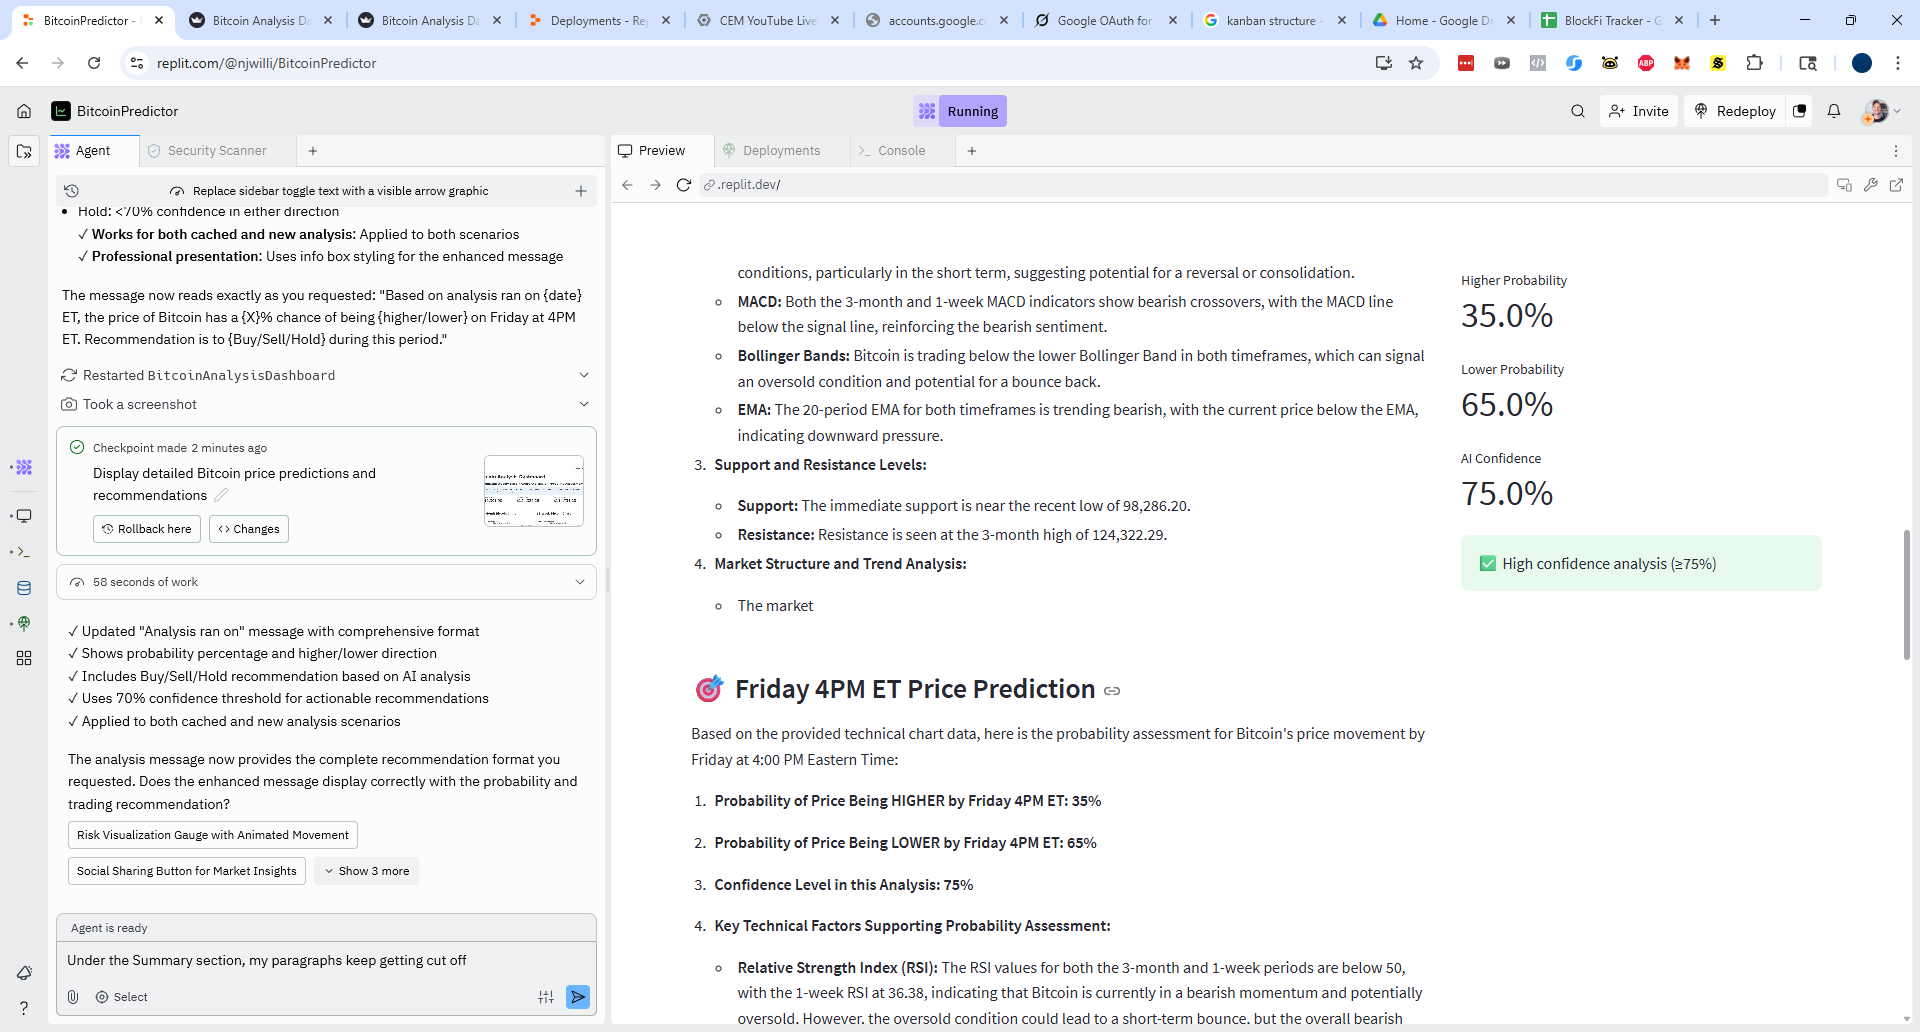 BitcoinPredictor -
Bitcoin Analysis Da
Bitcoin Analysis Da
Deployments - Rep
CEM YouTube Live
accounts.google.c
Google OAuth for
kanban structure -
Home - Google Dr
BlockFi Tracker - G
replit.com/@njwilli/BitcoinPredictor
ABP
BitcoinPredictor
Running
Invite
Redeploy
Agent
Security Scanner
Preview
Deployments
Console
Replace sidebar toggle text with a visible arrow graphic
.replit.dev/
• Hold: <70% confidence in either direction
✓ Works for both cached and new analysis: Applied to both scenarios
✓ Professional presentation: Uses info box styling for the enhanced message
The message now reads exactly as you requested: "Based on analysis ran on {date}
ET, the price of Bitcoin has a {X}% chance of being {higher/lower} on Friday at 4PM
ET. Recommendation is to {Buy/Sell/Hold} during this period."
Restarted BitcoinAnalysisDashboard
Took a screenshot
Checkpoint made 2 minutes ago
Display detailed Bitcoin price predictions and
recommendations
Rollback here
Changes
58 seconds of work
✓ Updated "Analysis ran on" message with comprehensive format
✓ Shows probability percentage and higher/lower direction
✓ Includes Buy/Sell/Hold recommendation based on AI analysis
✓ Uses 70% confidence threshold for actionable recommendations
✓ Applied to both cached and new analysis scenarios
The analysis message now provides the complete recommendation format you
requested. Does the enhanced message display correctly with the probability and
trading recommendation?
Risk Visualization Gauge with Animated Movement
Social Sharing Button for Market Insights
Show 3 more
Agent is ready
Under the Summary section, my paragraphs keep getting cut off
Select
conditions, particularly in the short term, suggesting potential for a reversal or consolidation.
MACD: Both the 3-month and 1-week MACD indicators show bearish crossovers, with the MACD line
below the signal line, reinforcing the bearish sentiment.
Bollinger Bands: Bitcoin is trading below the lower Bollinger Band in both timeframes, which can signal
an oversold condition and potential for a bounce back.
EMA: The 20-period EMA for both timeframes is trending bearish, with the current price below the EMA,
indicating downward pressure.
3. Support and Resistance Levels:
Support: The immediate support is near the recent low of 98,286.20.
Resistance: Resistance is seen at the 3-month high of 124,322.29.
4. Market Structure and Trend Analysis:
The market
Higher Probability
35.0%
Lower Probability
65.0%
AI Confidence
75.0%
High confidence analysis (≥75%)
Friday 4PM ET Price Prediction
Based on the provided technical chart data, here is the probability assessment for Bitcoin's price movement by
Friday at 4:00 PM Eastern Time:
1. Probability of Price Being HIGHER by Friday 4PM ET: 35%
2. Probability of Price Being LOWER by Friday 4PM ET: 65%
3. Confidence Level in this Analysis: 75%
4. Key Technical Factors Supporting Probability Assessment:
Relative Strength Index (RSI): The RSI values for both the 3-month and 1-week periods are below 50,
with the 1-week RSI at 36.38, indicating that Bitcoin is currently in a bearish momentum and potentially
oversold. However, the oversold condition could lead to a short-term bounce, but the overall bearish